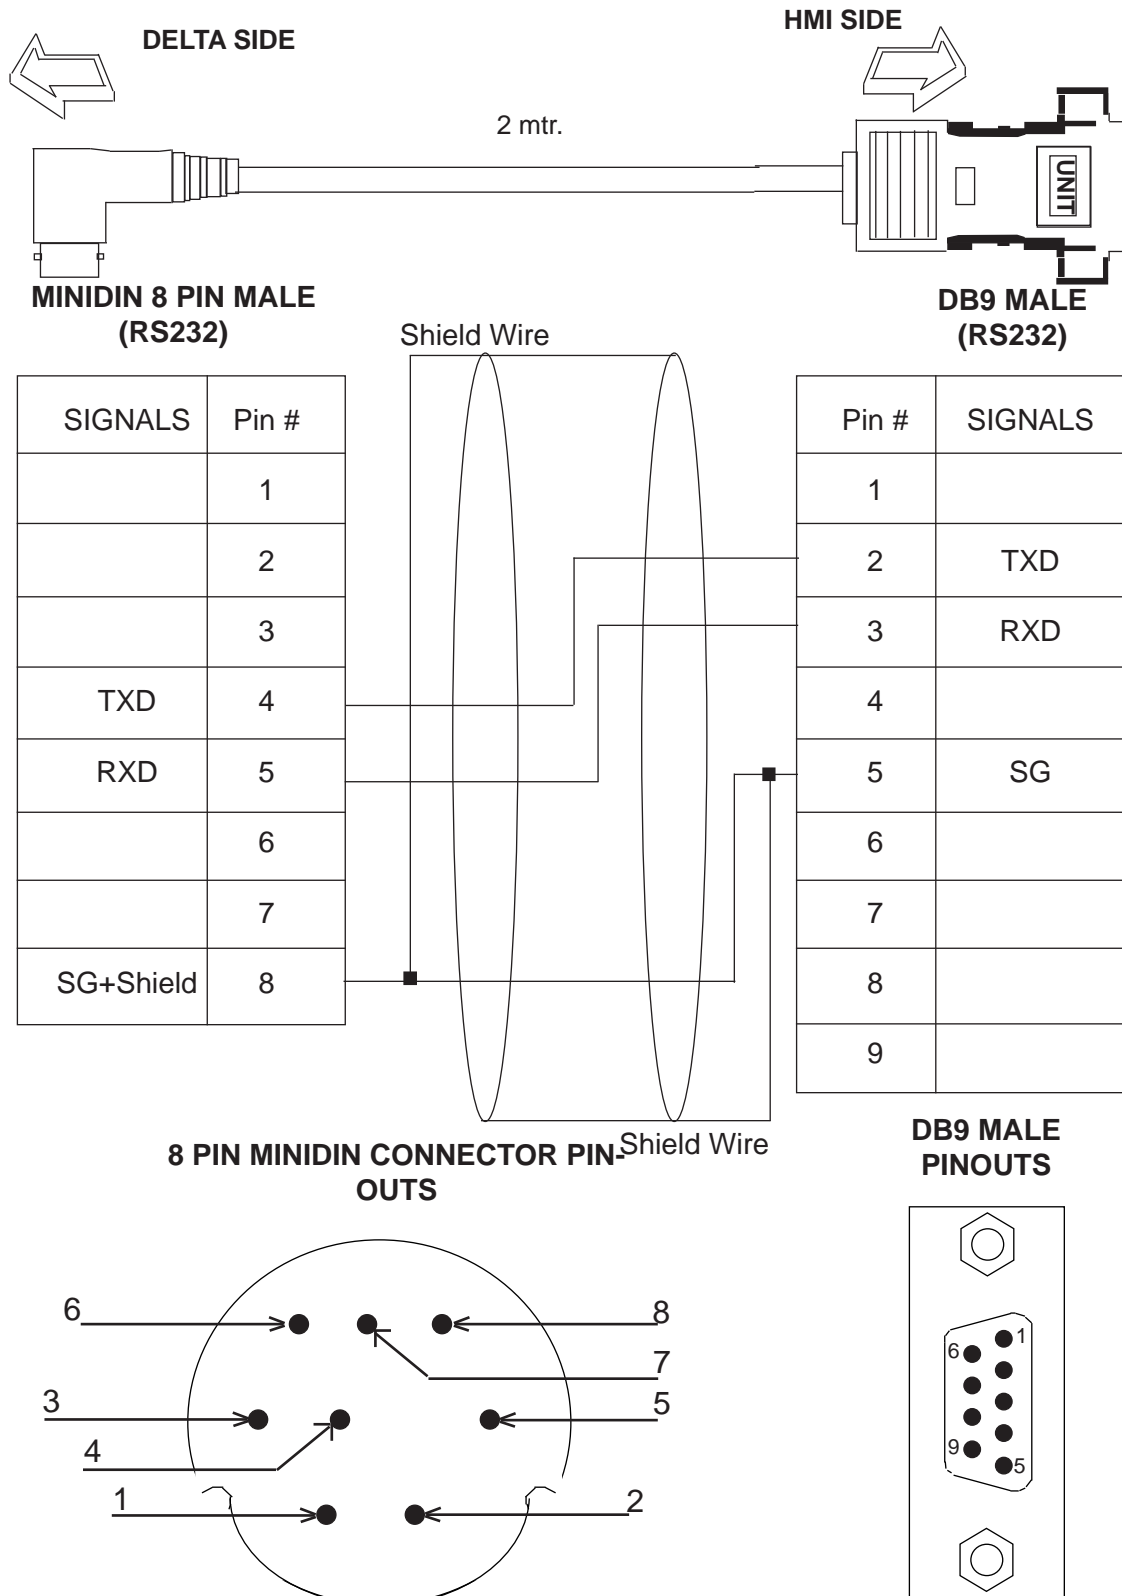 DELTA SIDE
HMI SIDE
2 mtr.
UNIT
MINIDIN 8 PIN MALE
(RS232)
DB9 MALE
(RS232)
Shield Wire
SIGNALS Pin #
1
2
3
TXD 4
RXD 5
6
7
SG+Shield 8
Pin # SIGNALS
1
2 TXD
3 RXD
4
5 SG
6
7
8
9
Shield Wire
8 PIN MINIDIN CONNECTOR PIN-
OUTS
DB9 MALE
PINOUTS
6
8
7
3
5
4
1
2
1
6
9
5